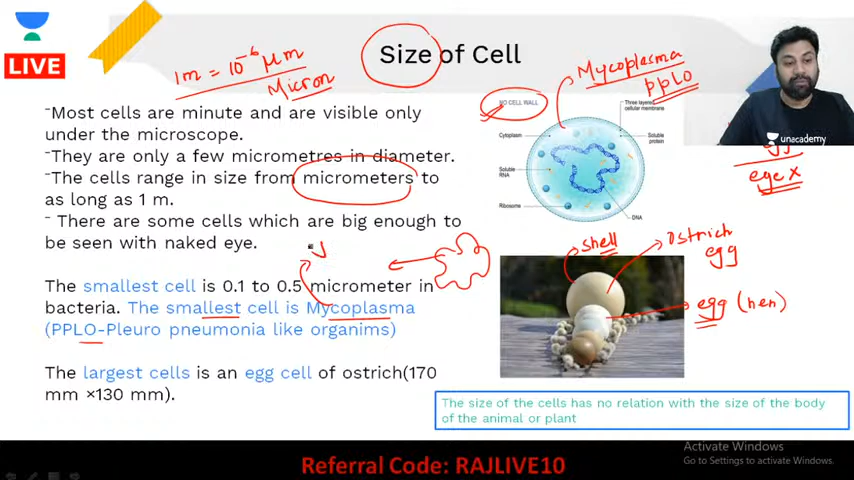 LIVE
1m = 10⁻⁶ µm
Micron
Size of Cell
Mycoplasma
PPLO
-Most cells are minute and are visible only
under the microscope.
-They are only a few micrometres in diameter.
-The cells range in size from micrometers to
as long as 1 m.
- There are some cells which are big enough to
be seen with naked eye.
The smallest cell is 0.1 to 0.5 micrometer in
bacteria. The smallest cell is Mycoplasma
(PPLO-Pleuro pneumonia like organims)
The largest cells is an egg cell of ostrich(170
mm ×130 mm).
NO CELL WALL
Three layered
cellular membrane
Cytoplasm
Soluble
protein
Soluble
RNA
Ribosome
DNA
unacademy
ege x
shell
Ostrich
egg
egg (hen)
The size of the cells has no relation with the size of the body
of the animal or plant
Activate Windows
Go to Settings to activate Windows.
Referral Code: RAJLIVE10